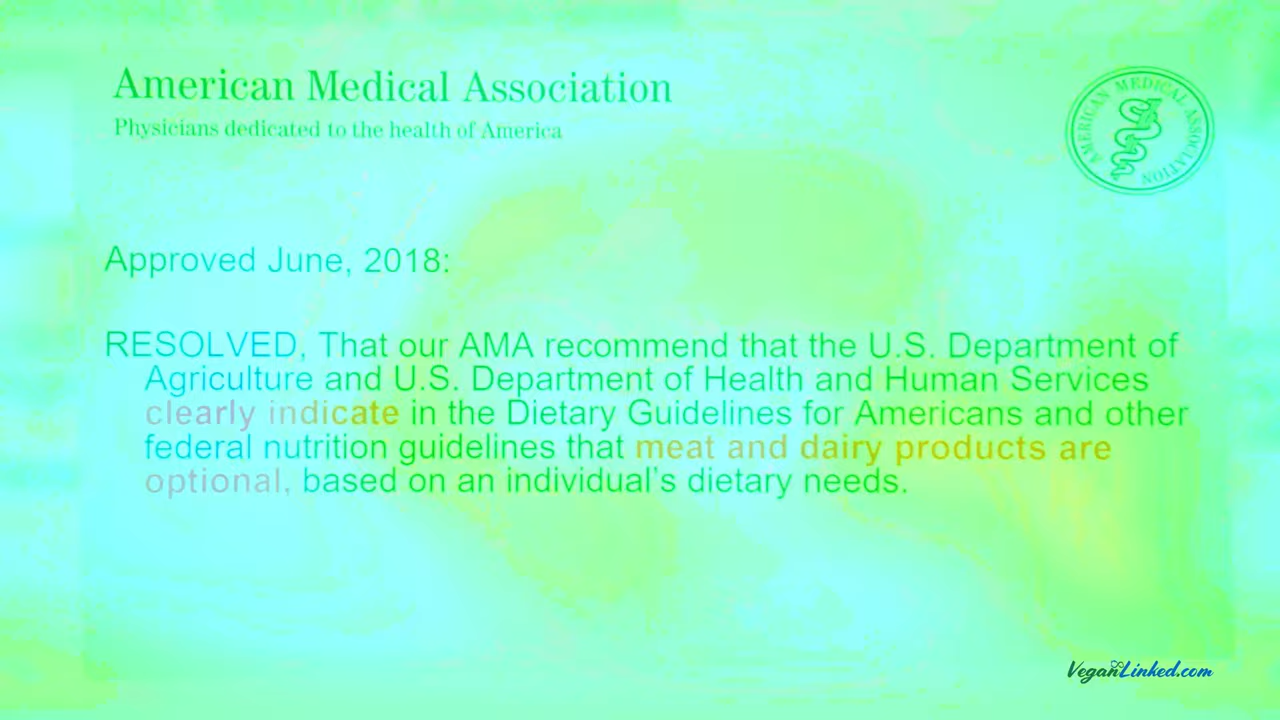 American Medical Association
Physicians dedicated to the health of America
AMERICAN MEDICAL ASSOCIATION
Approved June, 2018:
RESOLVED, That our AMA recommend that the U.S. Department of
Agriculture and U.S. Department of Health and Human Services
clearly indicate in the Dietary Guidelines for Americans and other
federal nutrition guidelines that meat and dairy products are
optional, based on an individual's dietary needs.
VeganLinked.com